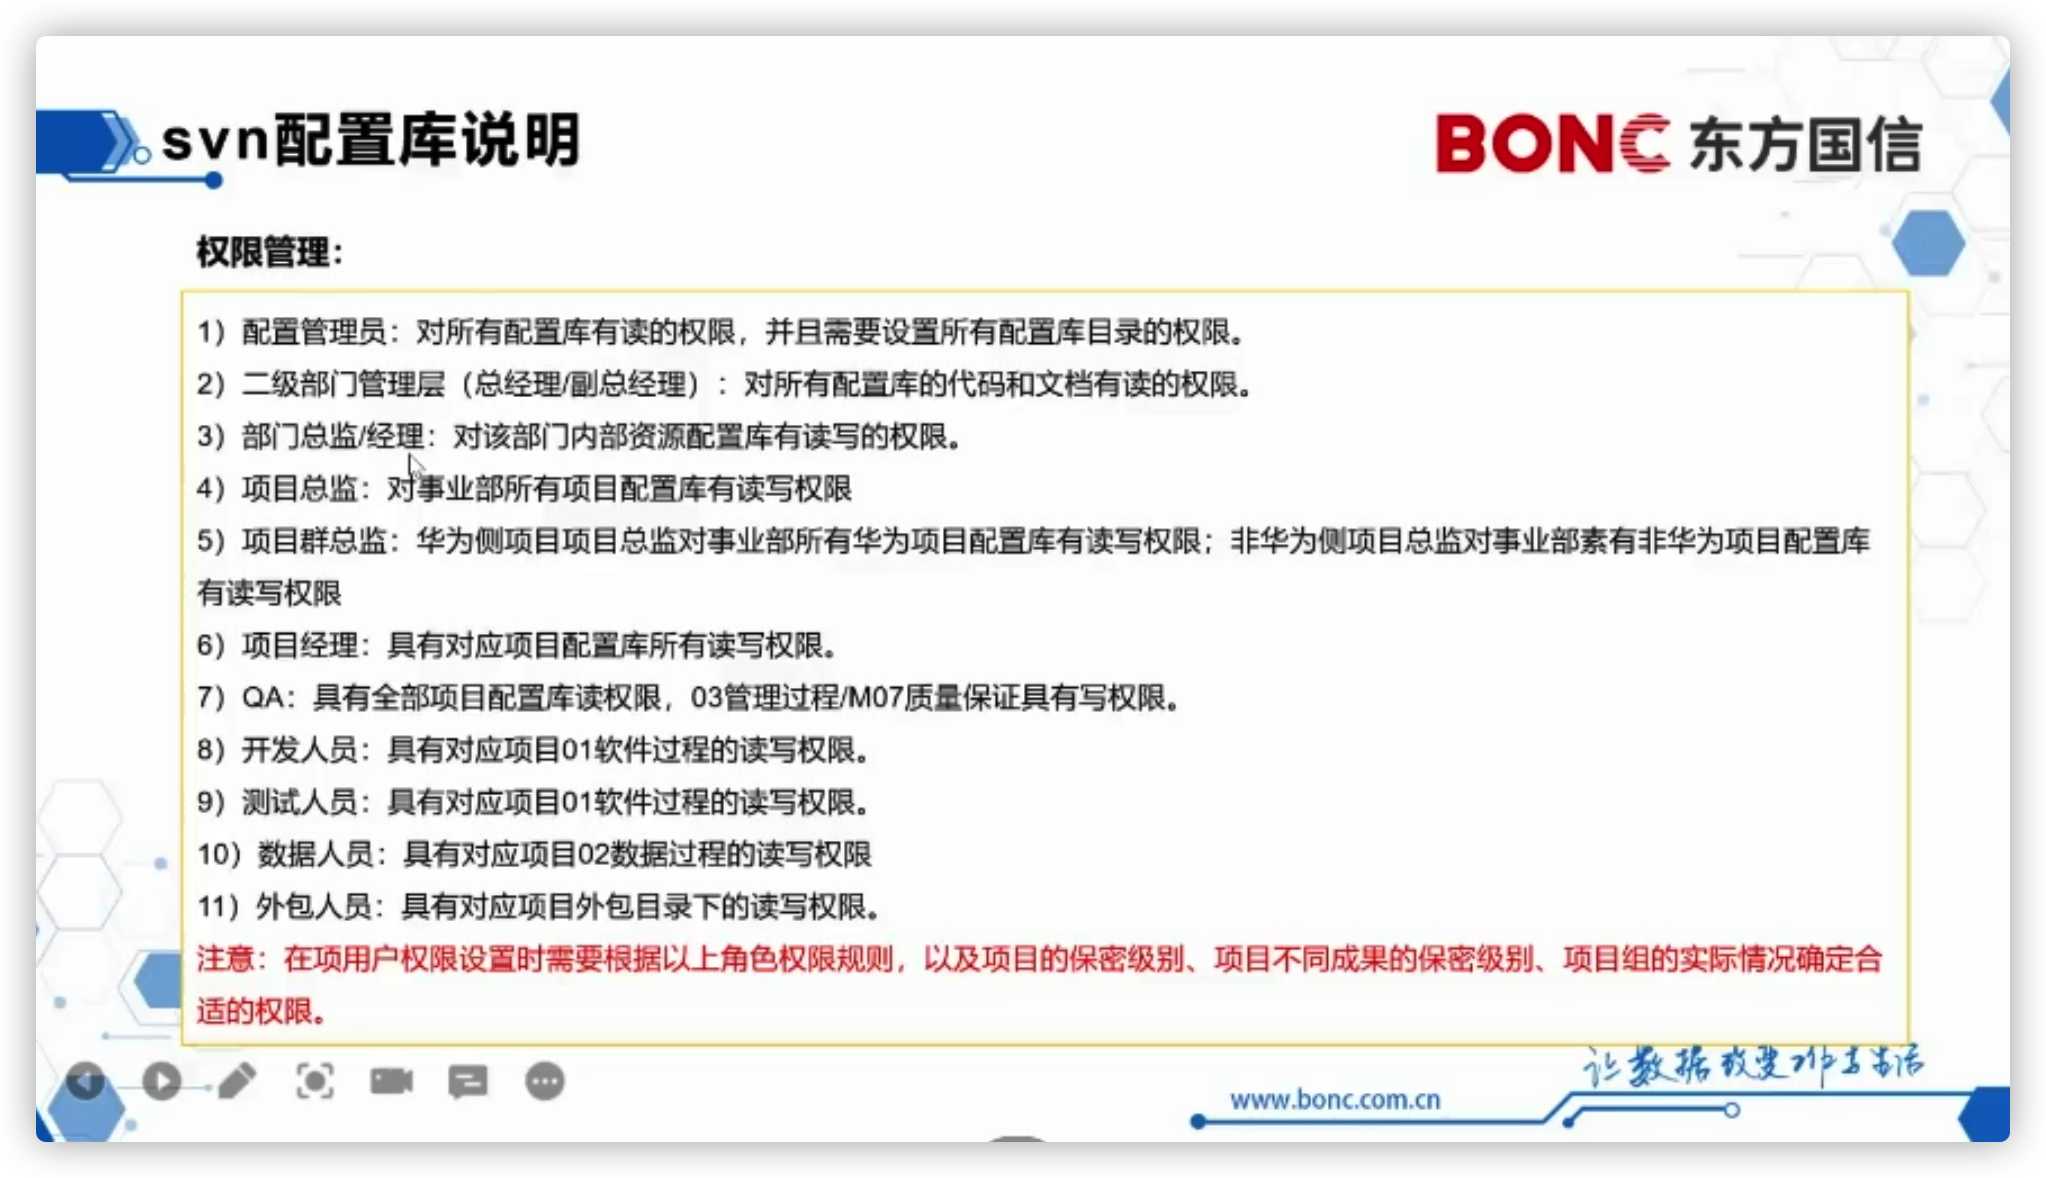 svn配置库说明
BONC 东方国信
权限管理：
1）配置管理员：对所有配置库有读的权限，并且需要设置所有配置库目录的权限。
2）二级部门管理层（总经理/副总经理）：对所有配置库的代码和文档有读的权限。
3）部门总监/经理：对该部门内部资源配置库有读写的权限。
4）项目总监：对事业部所有项目配置库有读写权限
5）项目群总监：华为侧项目项目总监对事业部所有华为项目配置库有读写权限；非华为侧项目总监对事业部素有非华为项目配置库
有读写权限
6）项目经理：具有对应项目配置库所有读写权限。
7）QA：具有全部项目配置库读权限，03管理过程/M07质量保证具有写权限。
8）开发人员：具有对应项目01软件过程的读写权限。
9）测试人员：具有对应项目01软件过程的读写权限。
10）数据人员：具有对应项目02数据过程的读写权限
11）外包人员：具有对应项目外包目录下的读写权限。
注意：在项用户权限设置时需要根据以上角色权限规则，以及项目的保密级别、项目不同成果的保密级别、项目组的实际情况确定合
适的权限。
让数据改变工作与生活
www.bonc.com.cn